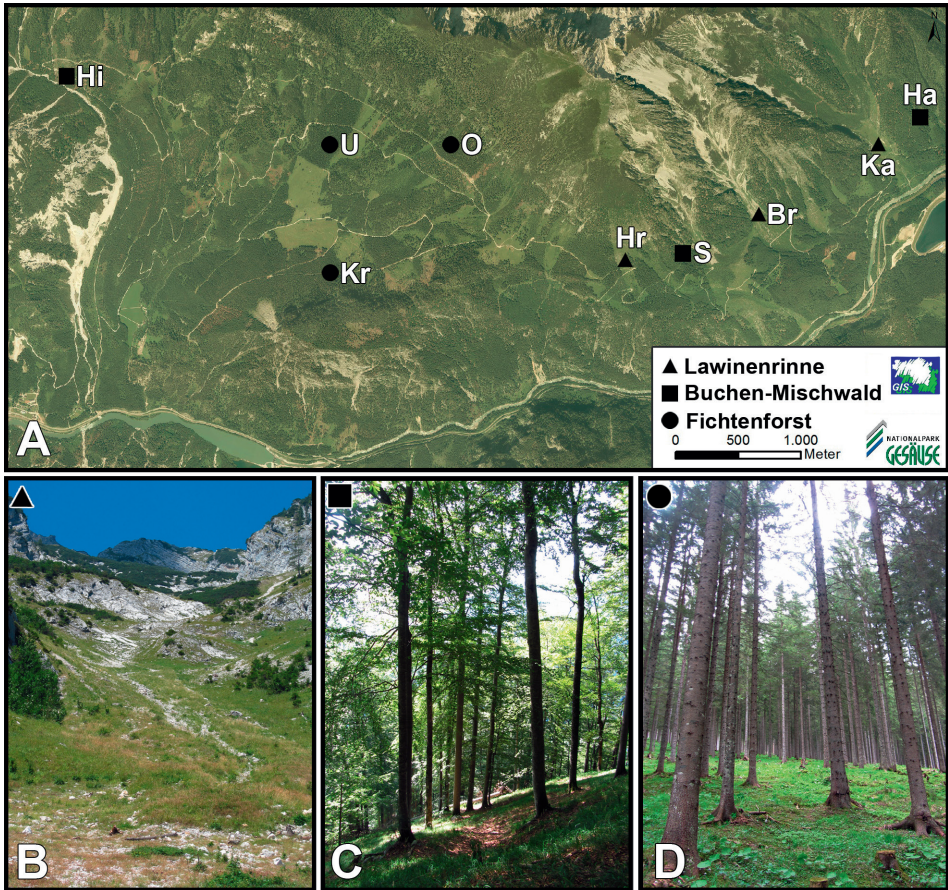 N
Hi
Ha
U
O
Ka
Br
Hr
S
Kr
Lawinenrinne
Buchen-Mischwald
Fichtenforst
0 500 1.000
Meter
GIS
NATIONALPARK
GESÄUSE
A
B
C
D